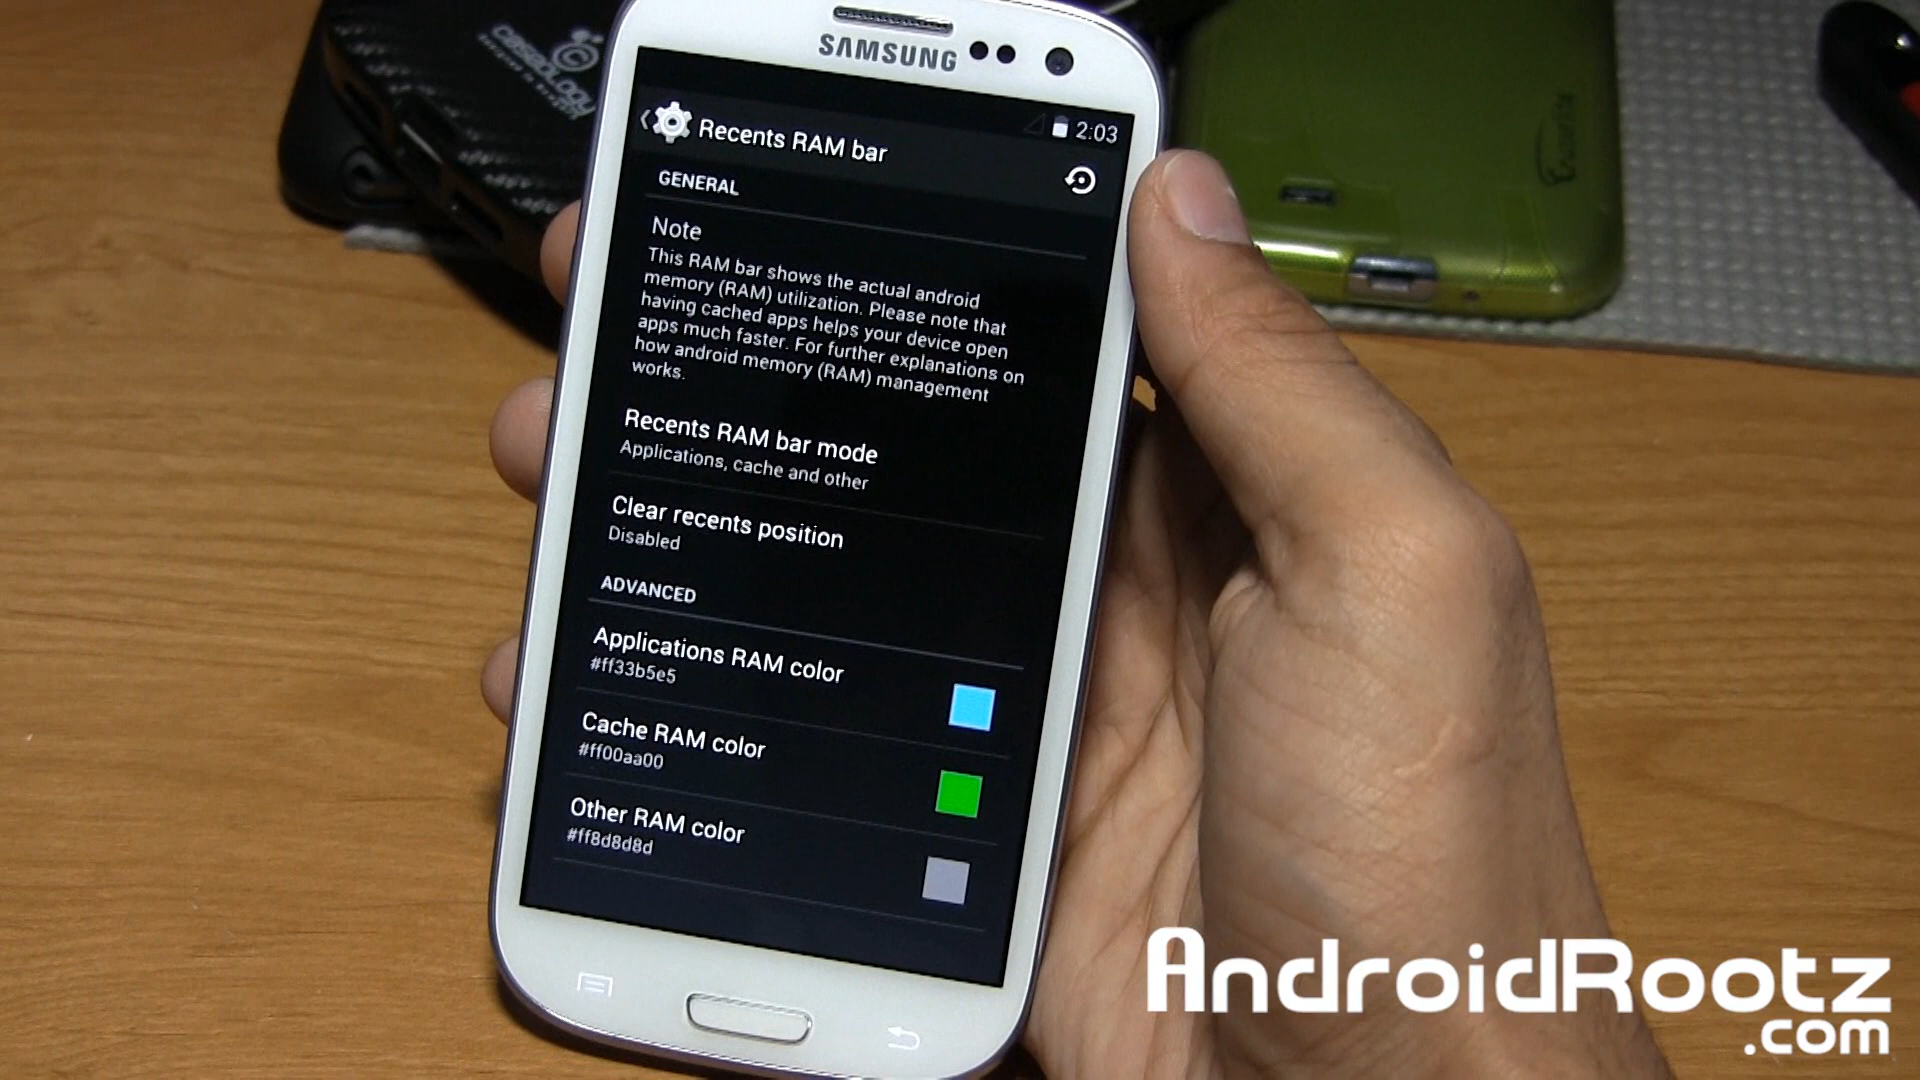 caseology
SAMSUNG
2:03
Recents RAM bar
GENERAL
Note
This RAM bar shows the actual android
memory (RAM) utilization. Please note that
having cached apps helps your device open
apps much faster. For further explanations on
how android memory (RAM) management
works.
Recents RAM bar mode
Applications, cache and other
Clear recents position
Disabled
ADVANCED
Applications RAM color
#ff33b5e5
Cache RAM color
#ff00aa00
Other RAM color
#ff8d8d8d
AndroidRootz
.com